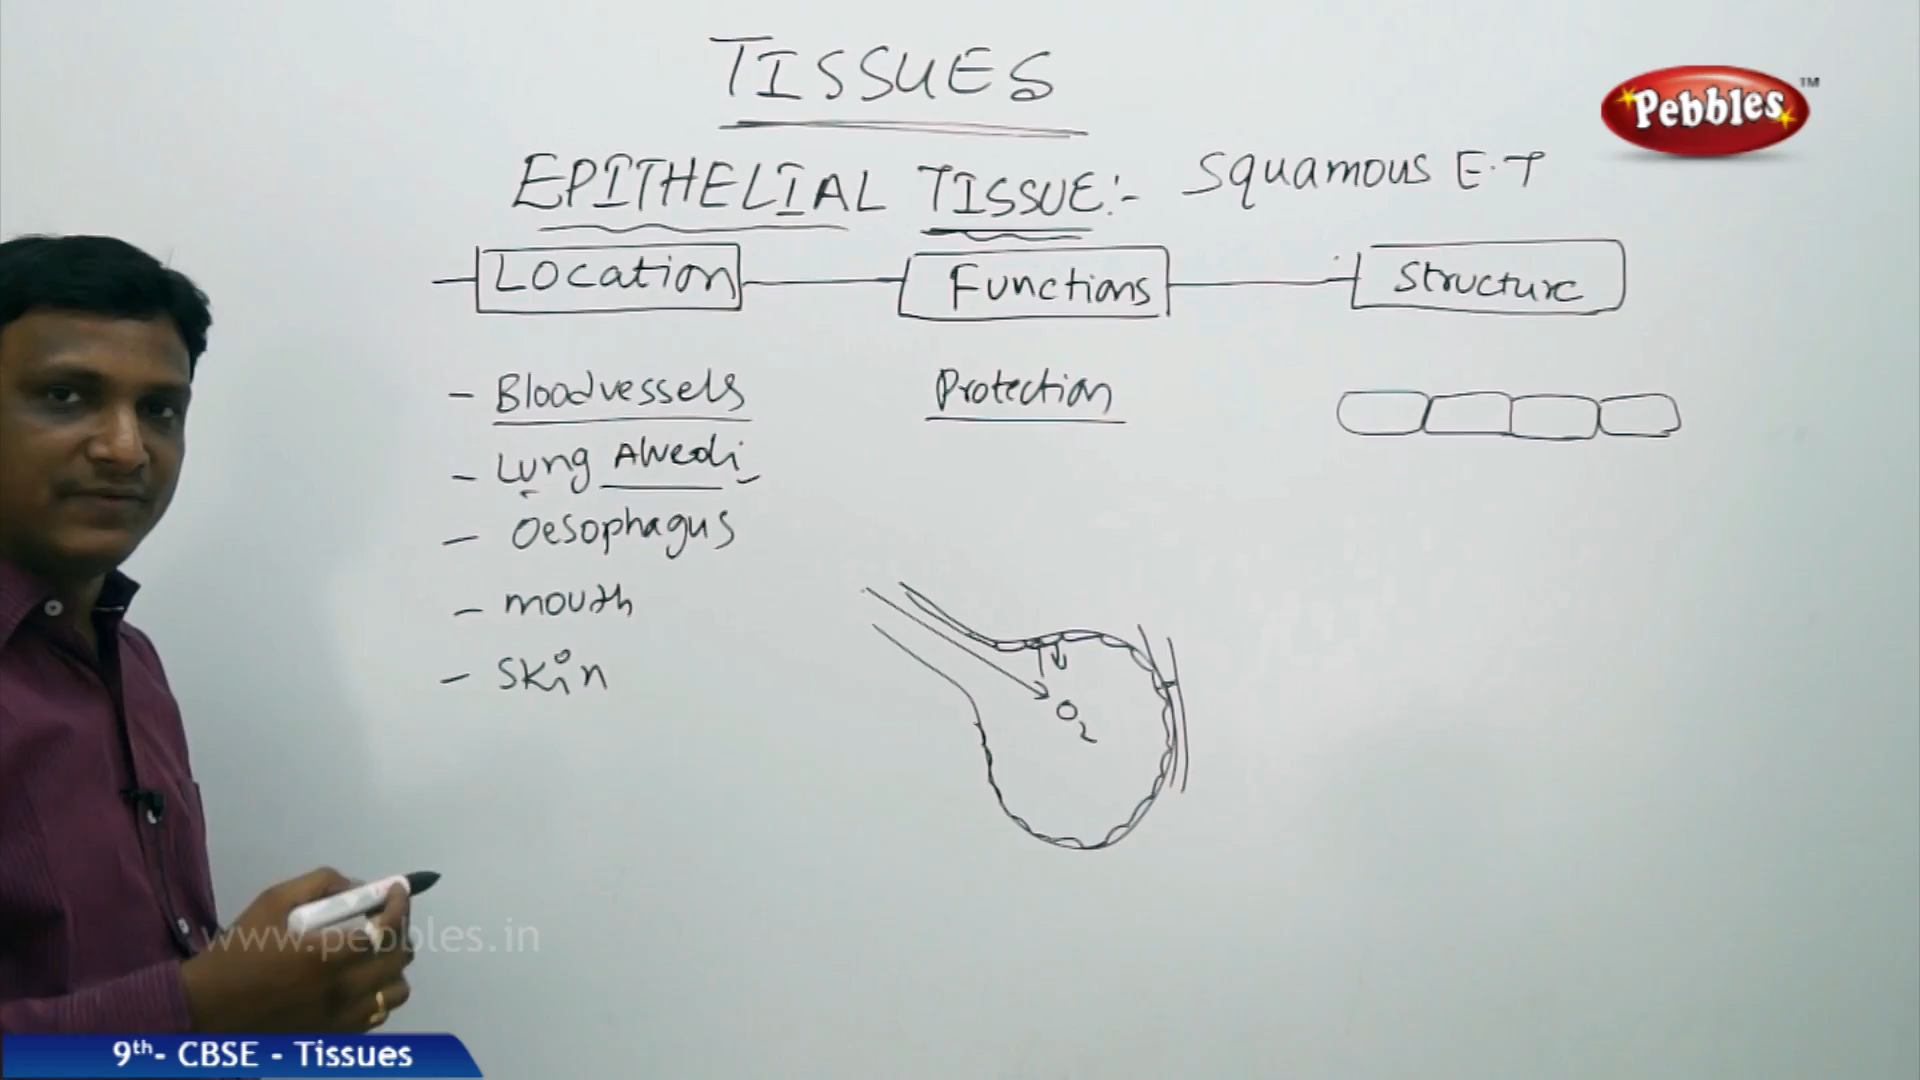 TISSUES
Pebbles™
EPITHELIAL TISSUE:- Squamous E.T
Location Functions Structure
- Bloodvessels
- Lung Alveoli
- Oesophagus
- mouth
- Skin
Protection
O2
www.pebbles.in
9th- CBSE - Tissues